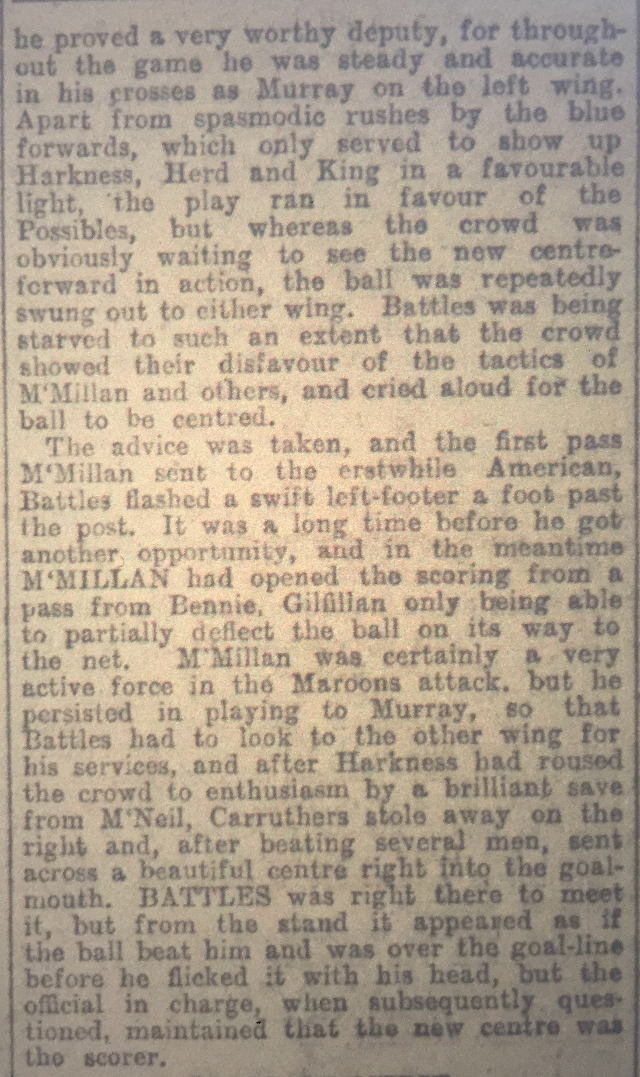 he proved a very worthy deputy, for through-
out the game he was steady and accurate
in his crosses as Murray on the left wing.
Apart from spasmodic rushes by the blue
forwards, which only served to show up
Harkness, Herd and King in a favourable
light, the play ran in favour of the
Possibles, but whereas the crowd was
obviously waiting to see the new centre-
forward in action, the ball was repeatedly
swung out to either wing. Battles was being
starved to such an extent that the crowd
showed their disfavour of the tactics of
M‘Millan and others, and cried aloud for the
ball to be centred.
The advice was taken, and the first pass
M‘Millan sent to the erstwhile American,
Battles flashed a swift left-footer a foot past
the post. It was a long time before he got
another opportunity, and in the meantime
M‘MILLAN had opened the scoring from a
pass from Bennie, Gilfillan only being able
to partially deflect the ball on its way to
the net. M‘Millan was certainly a very
active force in the Maroons attack. but he
persisted in playing to Murray, so that
Battles had to look to the other wing for
his services, and after Harkness had roused
the crowd to enthusiasm by a brilliant save
from M‘Neil, Carruthers stole away on the
right and, after beating several men, sent
across a beautiful centre right into the goal-
mouth. BATTLES was right there to meet
it, but from the stand it appeared as if
the ball beat him and was over the goal-line
before he flicked it with his head, but the
official in charge, when subsequently ques-
tioned, maintained that the new centre was
the scorer.